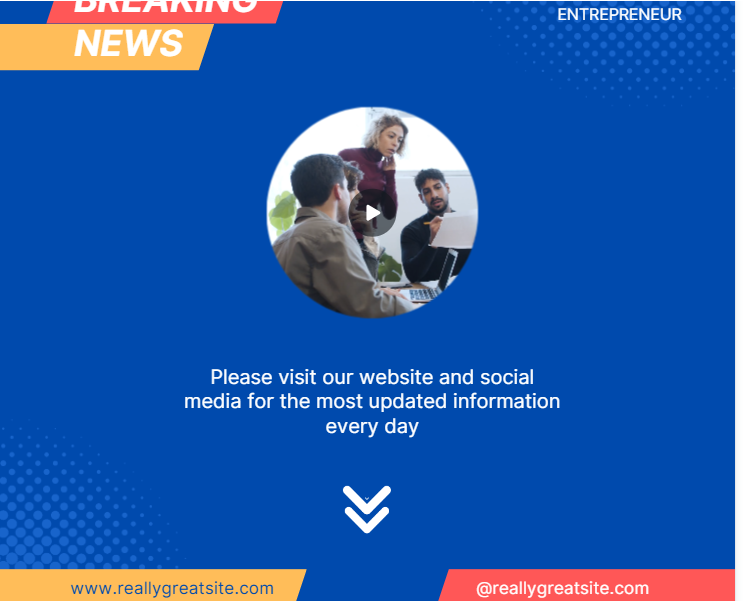 BREAKING
NEWS
ENTREPRENEUR
Please visit our website and social
media for the most updated information
every day
www.reallygreatsite.com
@reallygreatsite.com